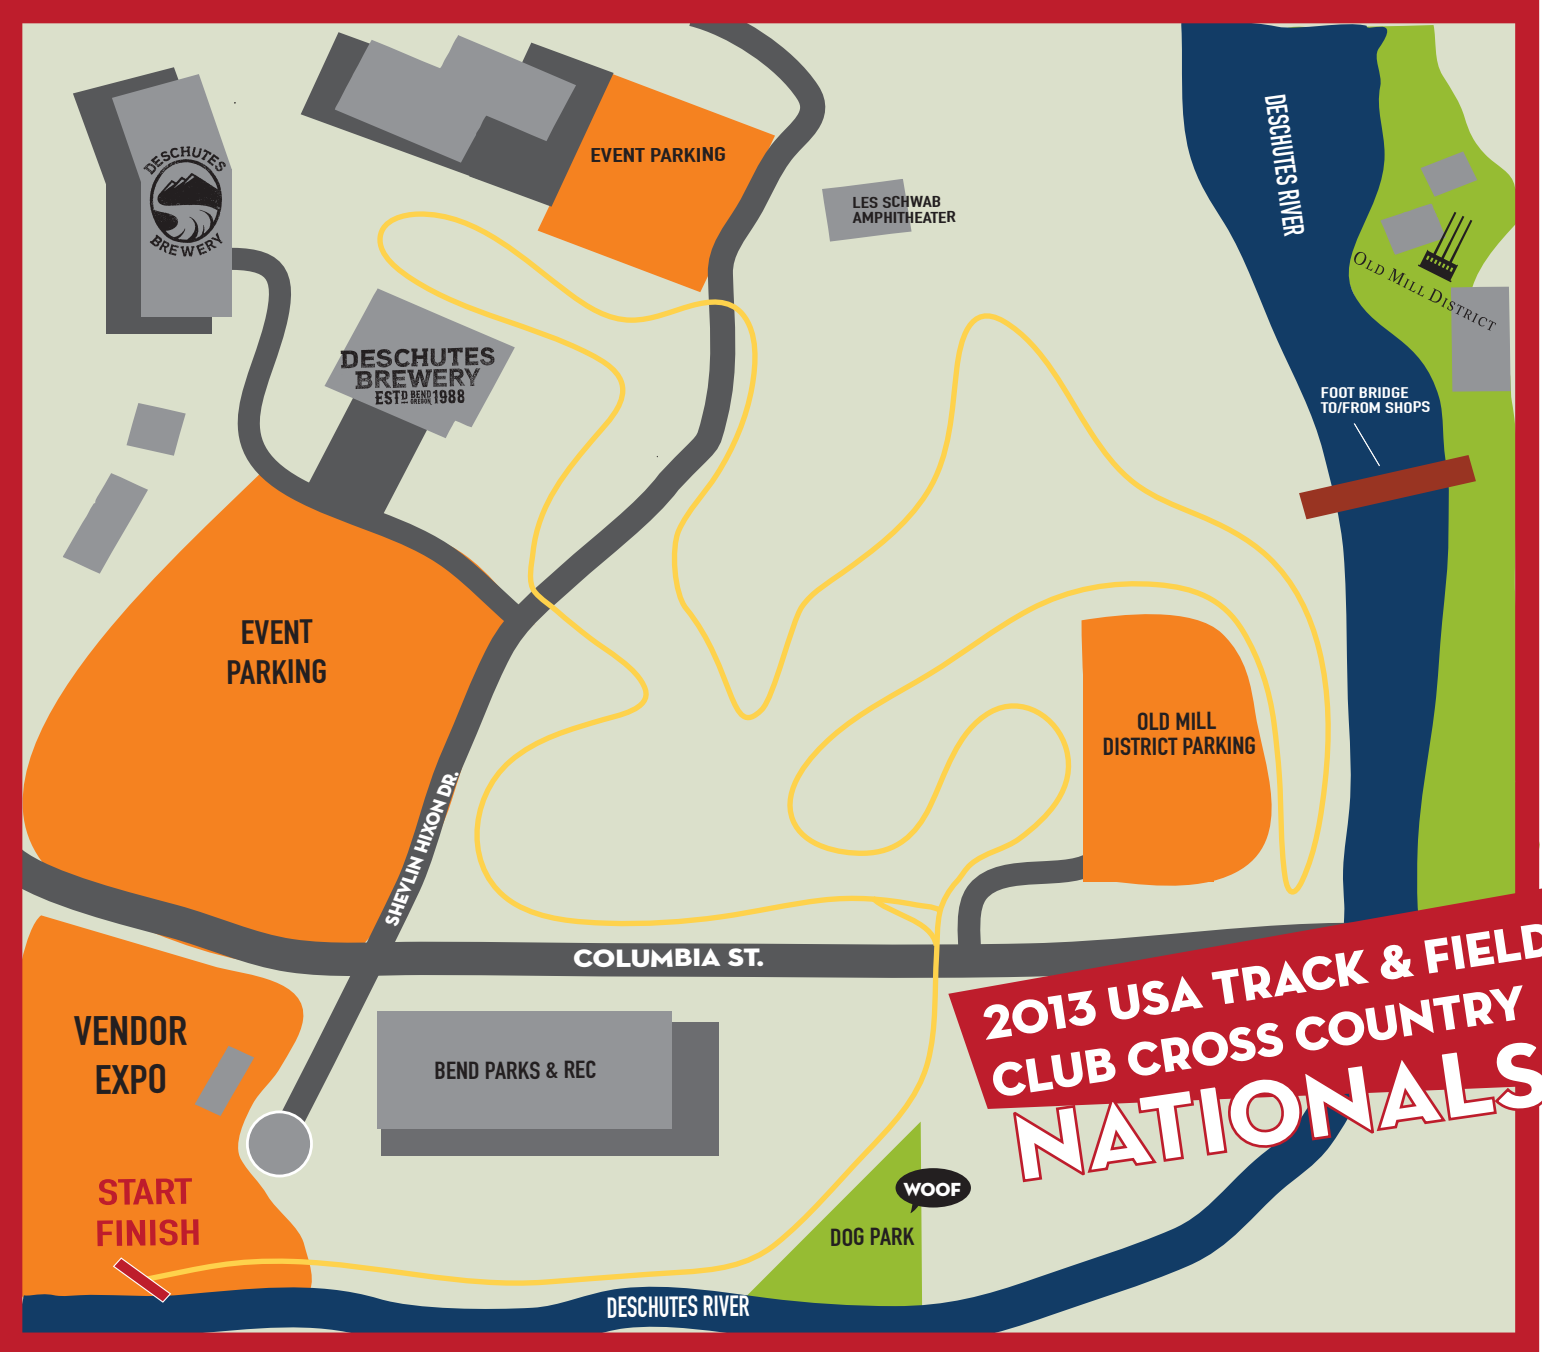 EVENT PARKING
DESCHUTES
BREWERY
LES SCHWAB
AMPHITHEATER
DESCHUTES RIVER
OLD MILL DISTRICT
DESCHUTES
BREWERY
ESTD BEND OREGON 1988
FOOT BRIDGE
TO/FROM SHOPS
EVENT
PARKING
OLD MILL
DISTRICT PARKING
SHEVLIN HIXON DR.
COLUMBIA ST.
2013 USA TRACK & FIELD
CLUB CROSS COUNTRY
NATIONALS
VENDOR
EXPO
BEND PARKS & REC
START
FINISH
WOOF
DOG PARK
DESCHUTES RIVER